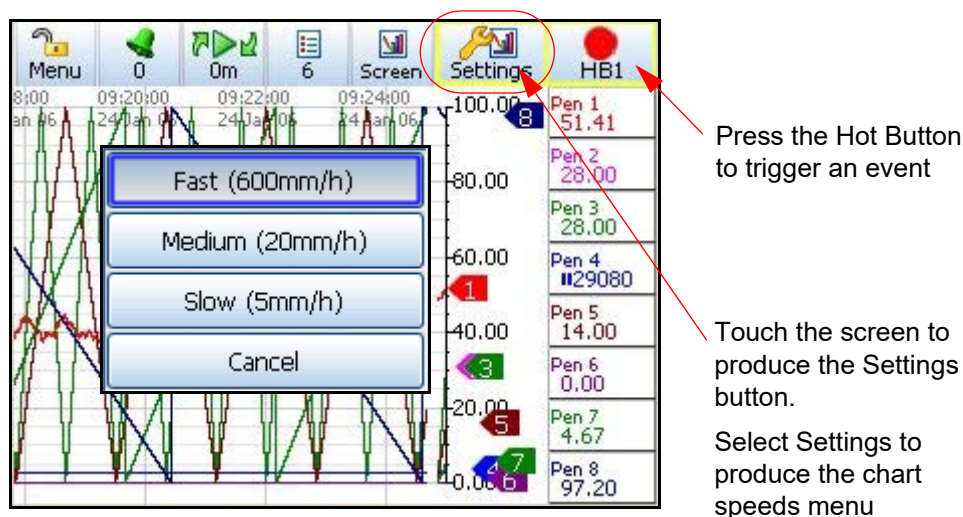 Menu
0
0m
6
Screen
Settings
HB1
8:00 09:20:00 09:22:00 09:24:00
24 Jan 06 24 Jan 06 24 Jan 06
100.00
80.00
60.00
40.00
20.00
0.00
8
1
3
5
4
7
6
Fast (600mm/h)
Medium (20mm/h)
Slow (5mm/h)
Cancel
Pen 1
51.41
Pen 2
28.00
Pen 3
28.00
Pen 4
29080
Pen 5
14.00
Pen 6
0.00
Pen 7
4.67
Pen 8
97.20
Press the Hot Button
to trigger an event
Touch the screen to
produce the Settings
button.
Select Settings to
produce the chart
speeds menu